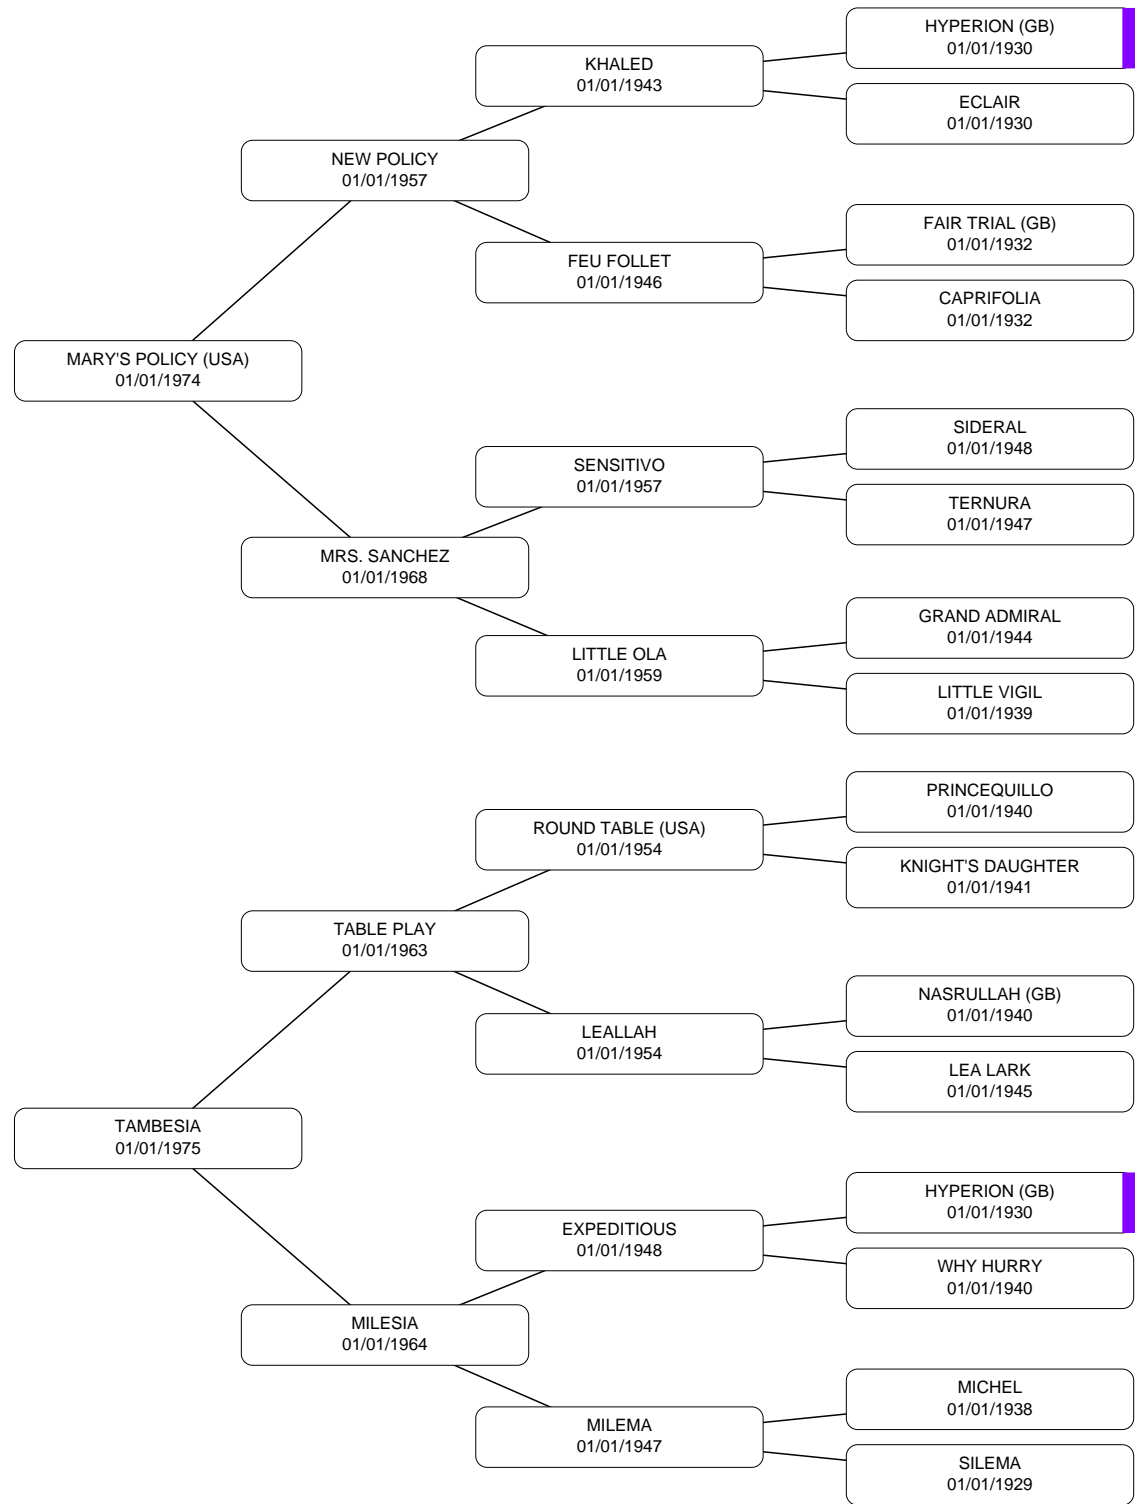 HYPERION (GB)
01/01/1930
KHALED
01/01/1943
ECLAIR
01/01/1930
NEW POLICY
01/01/1957
FAIR TRIAL (GB)
01/01/1932
FEU FOLLET
01/01/1946
CAPRIFOLIA
01/01/1932
MARY'S POLICY (USA)
01/01/1974
SIDERAL
01/01/1948
SENSITIVO
01/01/1957
TERNURA
01/01/1947
MRS. SANCHEZ
01/01/1968
GRAND ADMIRAL
01/01/1944
LITTLE OLA
01/01/1959
LITTLE VIGIL
01/01/1939
PRINCEQUILLO
01/01/1940
ROUND TABLE (USA)
01/01/1954
KNIGHT'S DAUGHTER
01/01/1941
TABLE PLAY
01/01/1963
NASRULLAH (GB)
01/01/1940
LEALLAH
01/01/1954
LEA LARK
01/01/1945
TAMBESIA
01/01/1975
HYPERION (GB)
01/01/1930
EXPEDITIOUS
01/01/1948
WHY HURRY
01/01/1940
MILESIA
01/01/1964
MICHEL
01/01/1938
MILEMA
01/01/1947
SILEMA
01/01/1929